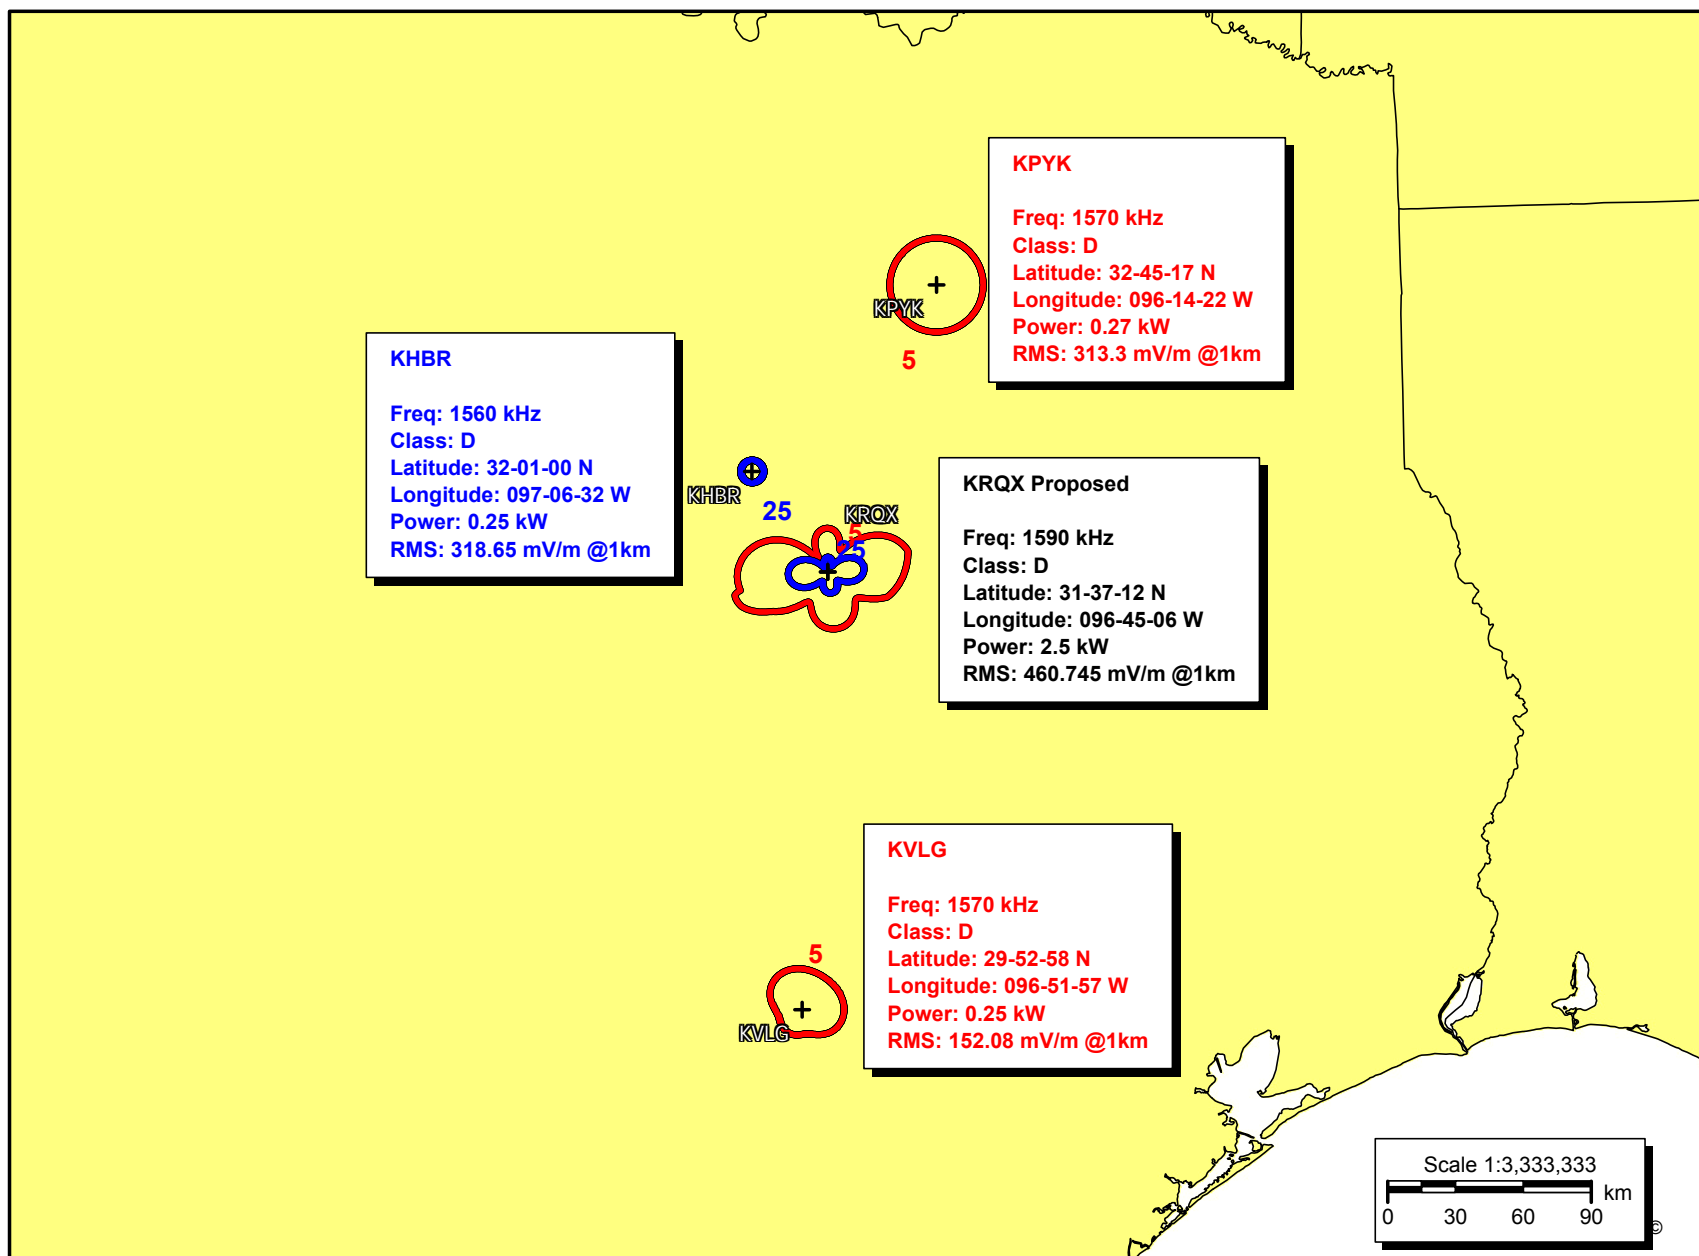 KPYK
Freq: 1570 kHz
Class: D
Latitude: 32-45-17 N
Longitude: 096-14-22 W
Power: 0.27 kW
RMS: 313.3 mV/m @1km
KPYK
5
KHBR
Freq: 1560 kHz
Class: D
Latitude: 32-01-00 N
Longitude: 097-06-32 W
Power: 0.25 kW
RMS: 318.65 mV/m @1km
KHBR
25
KRQX
5
25
KRQX Proposed
Freq: 1590 kHz
Class: D
Latitude: 31-37-12 N
Longitude: 096-45-06 W
Power: 2.5 kW
RMS: 460.745 mV/m @1km
KVLG
Freq: 1570 kHz
Class: D
Latitude: 29-52-58 N
Longitude: 096-51-57 W
Power: 0.25 kW
RMS: 152.08 mV/m @1km
5
KVLG
Scale 1:3,333,333
km
0 30 60 90
©